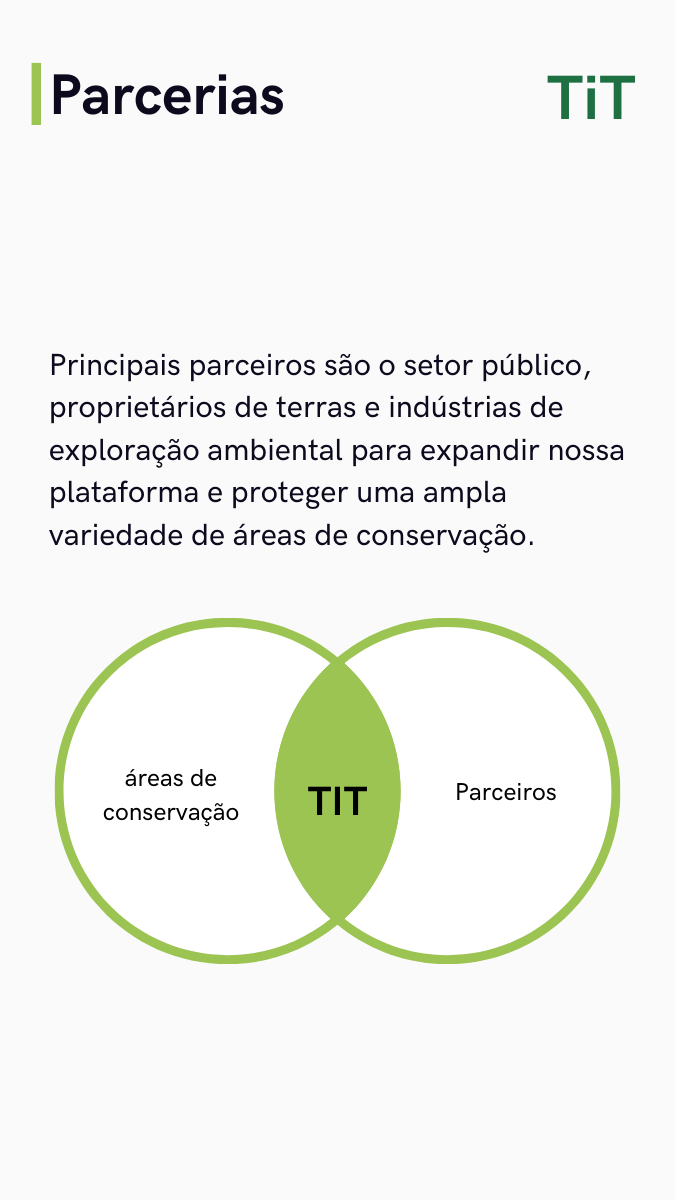 Parcerias
TiT
Principais parceiros são o setor público,
proprietários de terras e indústrias de
exploração ambiental para expandir nossa
plataforma e proteger uma ampla
variedade de áreas de conservação.
áreas de
conservação
TIT
Parceiros